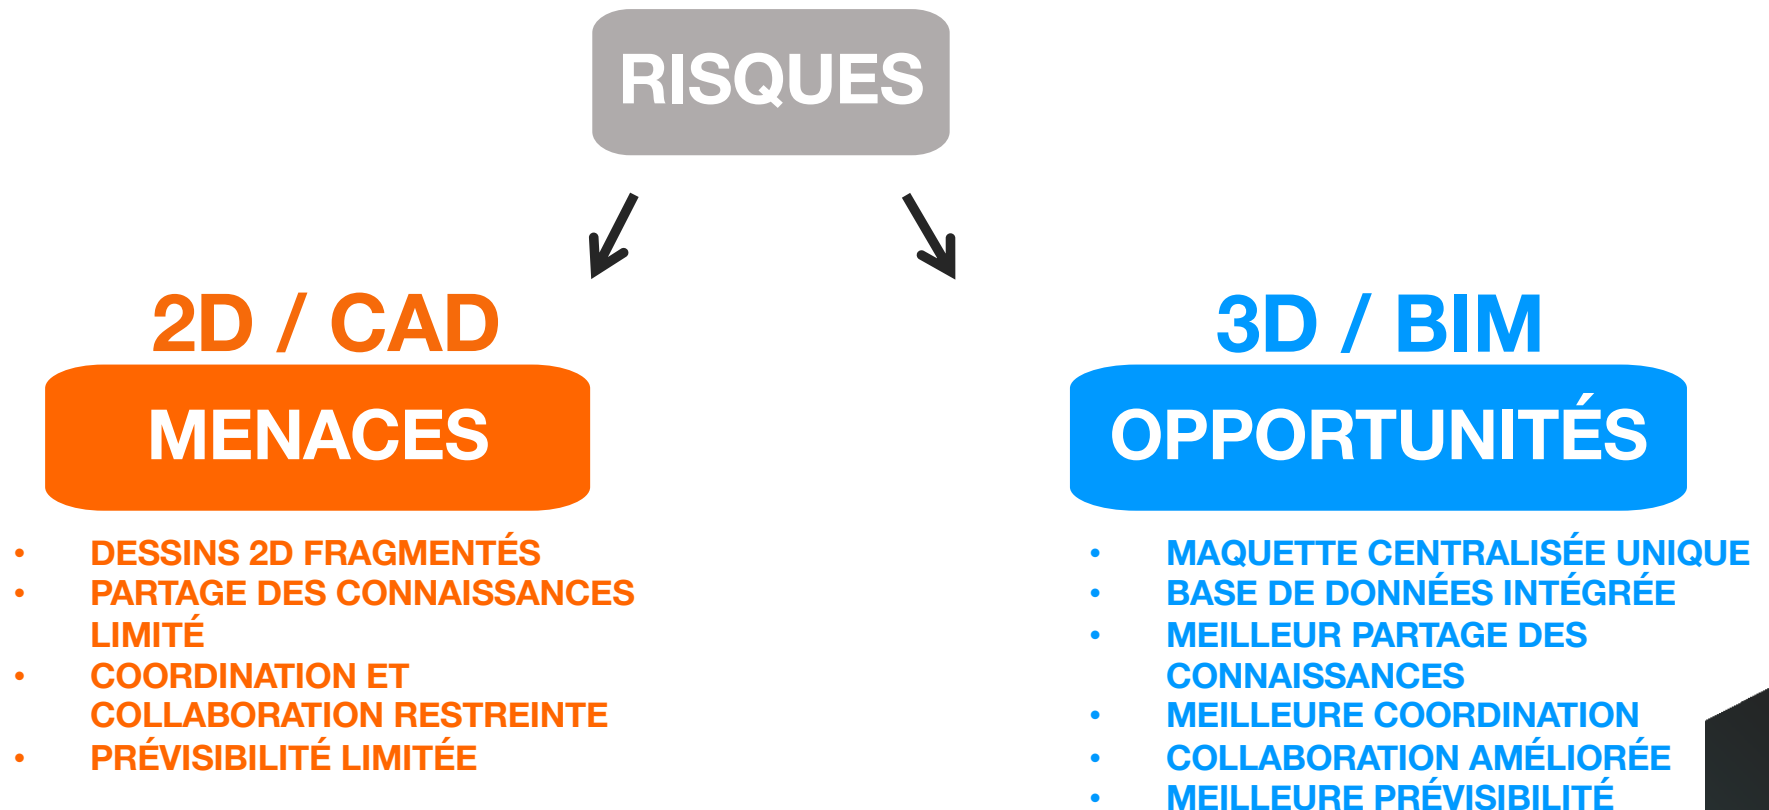 RISQUES
2D / CAD
MENACES
• DESSINS 2D FRAGMENTÉS
• PARTAGE DES CONNAISSANCES
LIMITÉ
• COORDINATION ET
COLLABORATION RESTREINTE
• PRÉVISIBILITÉ LIMITÉE
3D / BIM
OPPORTUNITÉS
• MAQUETTE CENTRALISÉE UNIQUE
• BASE DE DONNÉES INTÉGRÉE
• MEILLEUR PARTAGE DES
CONNAISSANCES
• MEILLEURE COORDINATION
• COLLABORATION AMÉLIORÉE
• MEILLEURE PRÉVISIBILITÉ